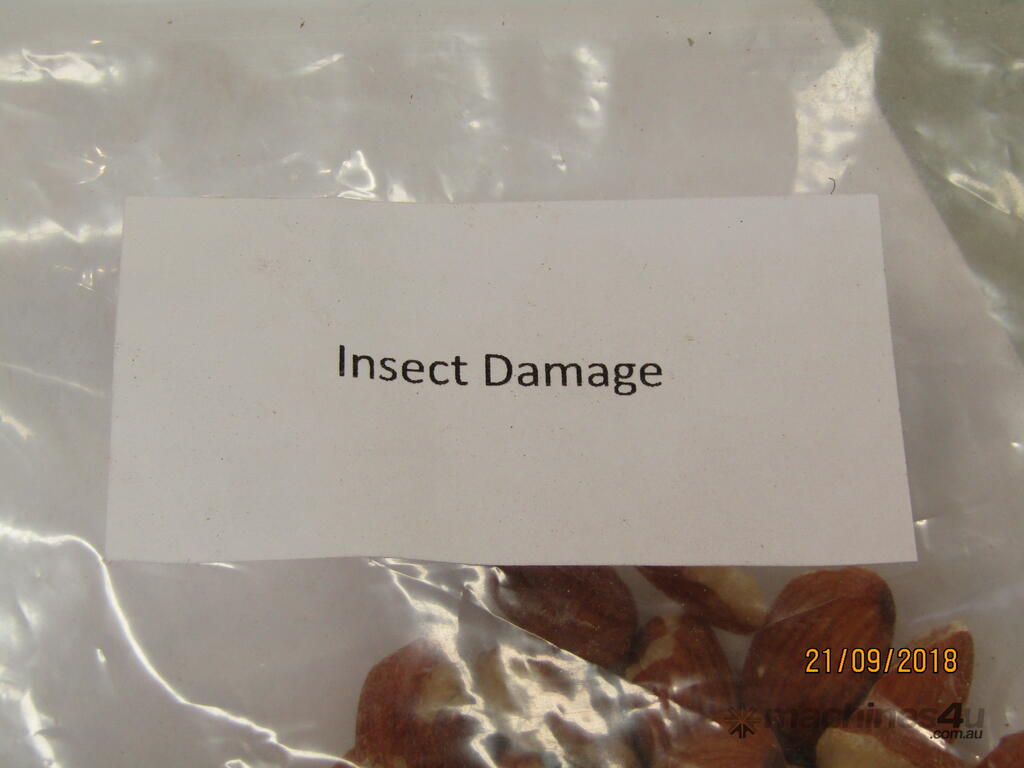 Insect Damage
21/09/2018
machines4u
.com.au